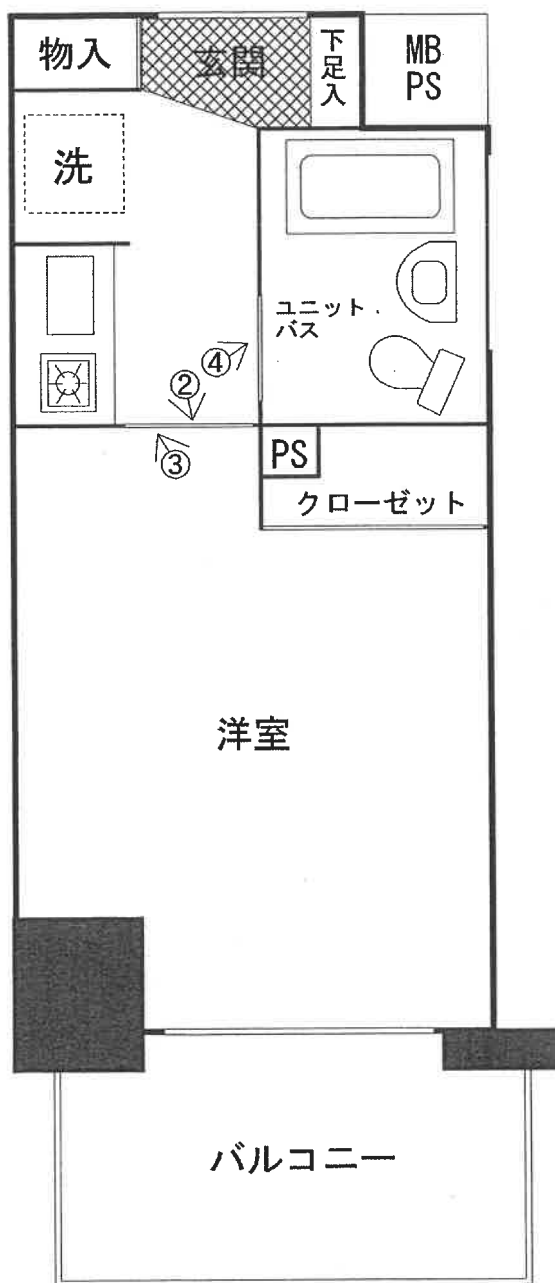 物入
玄関
下足入
MB
PS
洗
ユニット
バス
④
②
③
PS
クローゼット
洋室
バルコニー